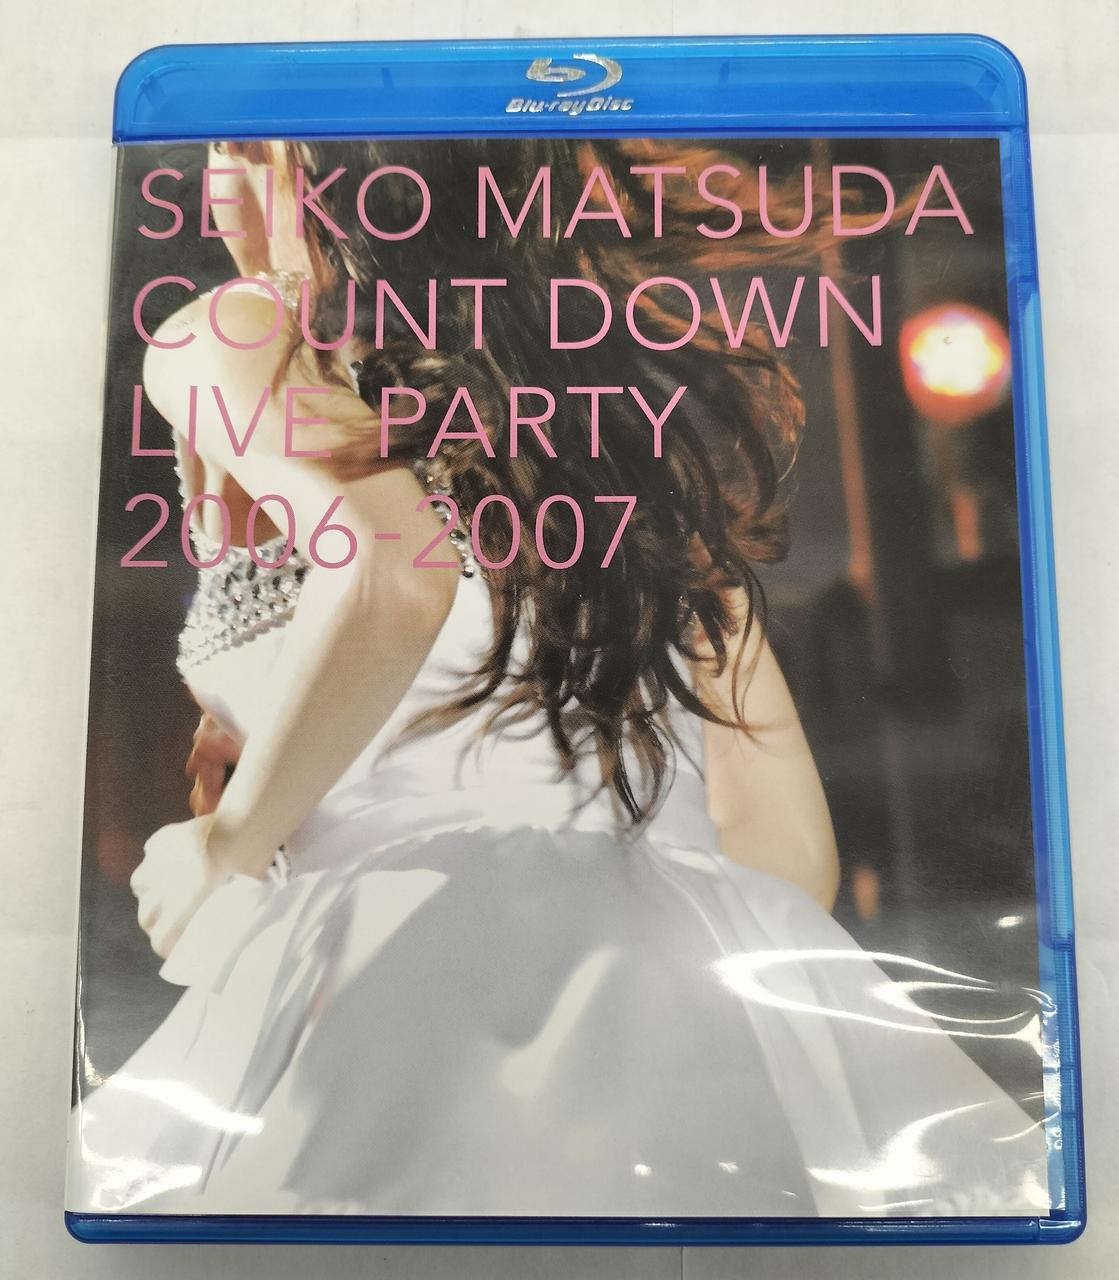 Blu-ray Disc
SEIKO MATSUDA
COUNT DOWN
LIVE PARTY
2006-2007